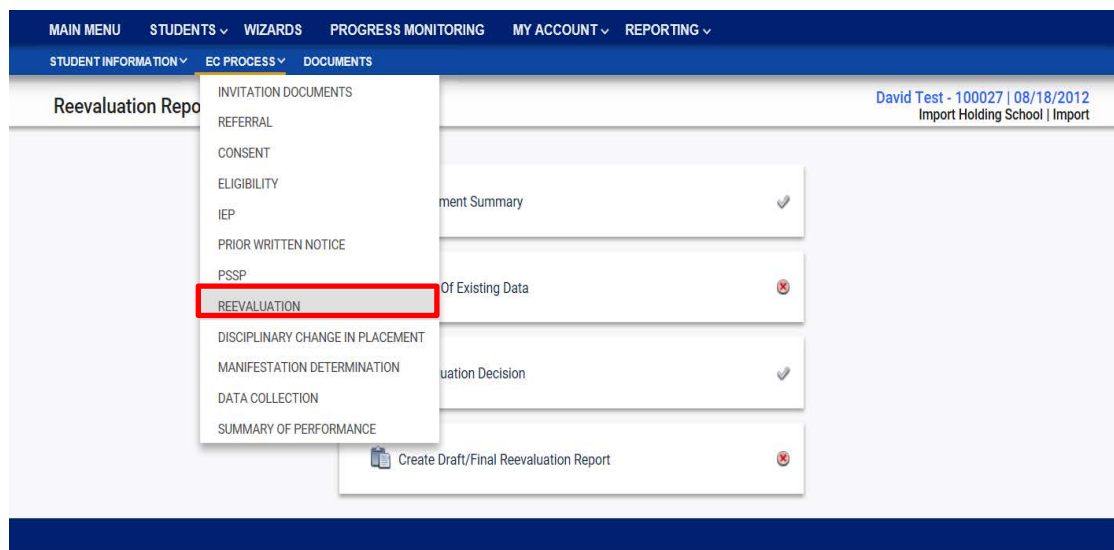 MAIN MENU STUDENTS WIZARDS PROGRESS MONITORING MY ACCOUNT REPORTING
STUDENT INFORMATION EC PROCESS DOCUMENTS
Reevaluation Repo
David Test - 100027 | 08/18/2012
Import Holding School | Import
INVITATION DOCUMENTS
REFERRAL
CONSENT
ELIGIBILITY
IEP
PRIOR WRITTEN NOTICE
PSSP
REEVALUATION
DISCIPLINARY CHANGE IN PLACEMENT
MANIFESTATION DETERMINATION
DATA COLLECTION
SUMMARY OF PERFORMANCE
ment Summary
Of Existing Data
uation Decision
Create Draft/Final Reevaluation Report